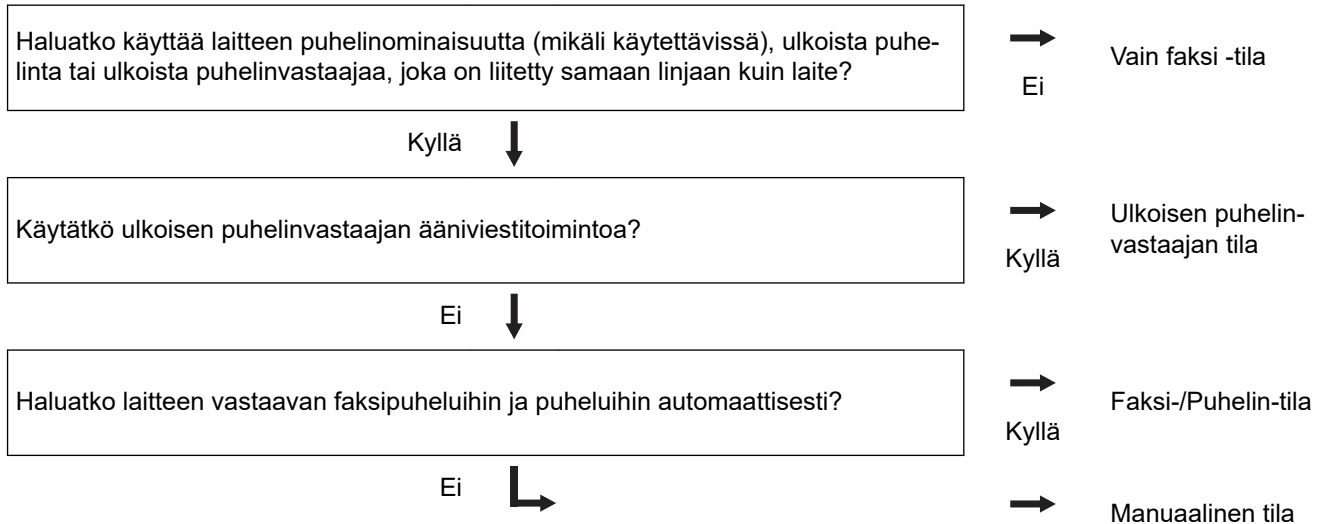 Haluatko käyttää laitteen puhelinominaisuutta (mikäli käytettävissä), ulkoista puhe-
linta tai ulkoista puhelinvastaajaa, joka on liitetty samaan linjaan kuin laite?
Ei
Vain faksi -tila
Kyllä
Käytätkö ulkoisen puhelinvastaajan ääniviestitoimintoa?
Kyllä
Ulkoisen puhelin-
vastaajan tila
Ei
Haluatko laitteen vastaavan faksipuheluihin ja puheluihin automaattisesti?
Kyllä
Faksi-/Puhelin-tila
Ei
Manuaalinen tila